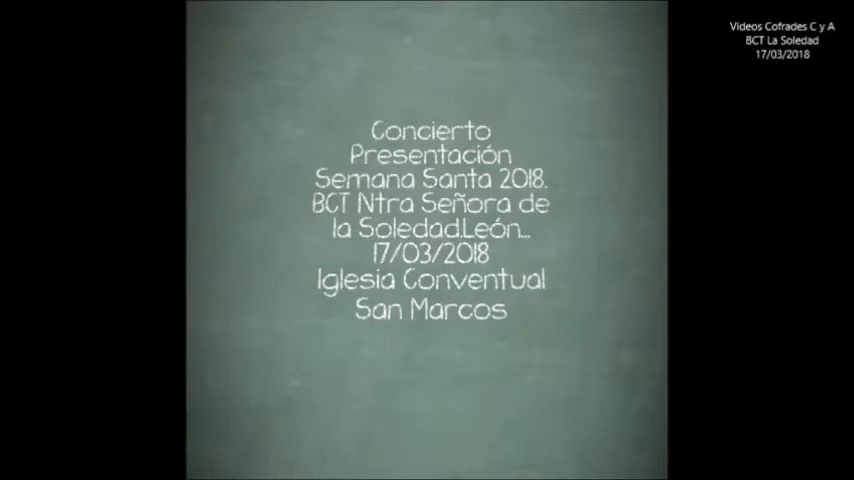 Videos Cofrades C y A
BCT La Soledad
17/03/2018
Concierto
Presentación
Semana Santa 2018.
BCT Ntra Señora de
la Soledad.León...
17/03/2018
Iglesia Conventual
San Marcos